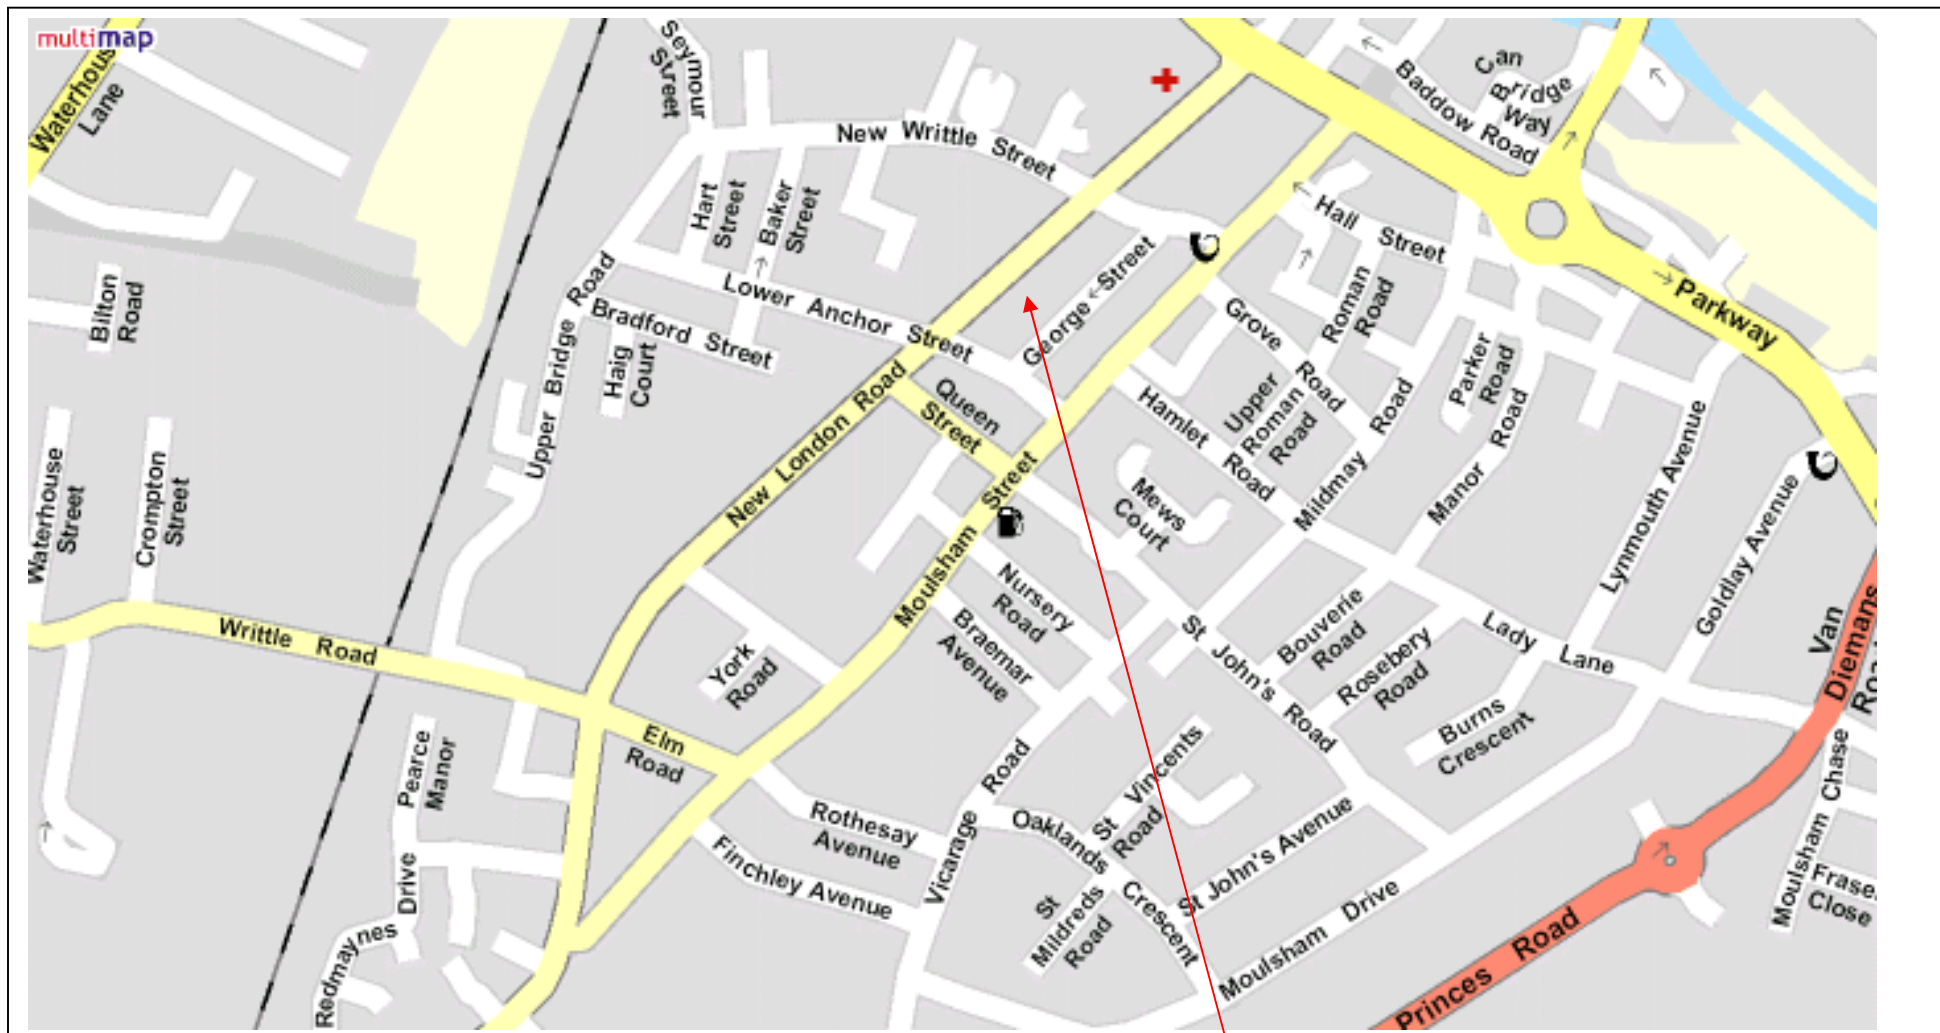 multimap
Waterhous
Lane
Seymour
Street
New Writtle Street
Can
Bridge
Way
Baddow Road
Hart
Street
Baker
Street
Hall Street
Bilton
Road
Upper Bridge Road
Bradford Street
Haig
Court
Lower Anchor Street
George Street
Grove Road
Roman
Road
Parkway
Parker
Road
Queen
Street
Hamlet Road
Upper
Roman
Road
Mildmay Road
Manor Road
Lynmouth Avenue
Goldlay Avenue
Waterhouse
Street
Crompton
Street
New London Road
Moulsham Street
Mews
Court
Writtle Road
York
Road
Nursery
Road
Braemar
Avenue
St John's Road
Bouverie
Road
Rosebery
Road
Lady Lane
Burns
Crescent
Van
Diemans
Ro
Elm
Road
Pearce
Manor
Rothesay
Avenue
Finchley Avenue
Vicarage Road
Oaklands Crescent
St Vincents
Road
St John's Avenue
St
Mildreds
Road
Moulsham Drive
Princes Road
Moulsham Chase
Frase
Close
Redmaynes Drive